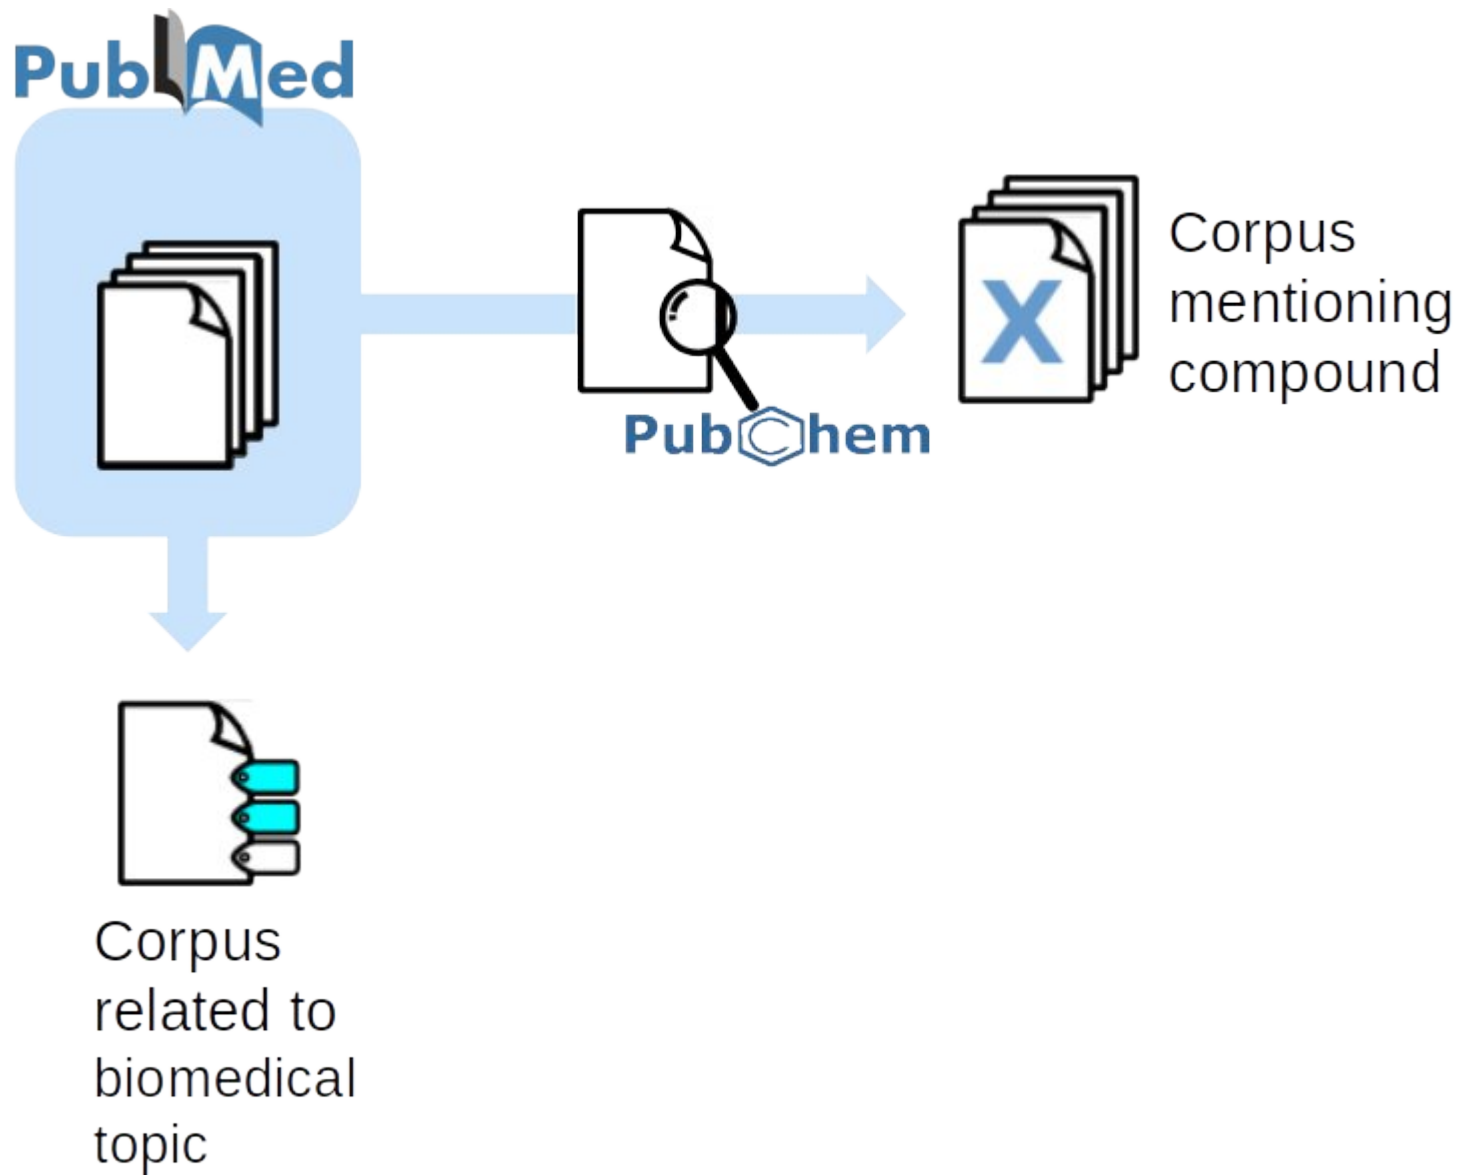 PubMed
Corpus
mentioning
compound
X
PubChem
Corpus
related to
biomedical
topic